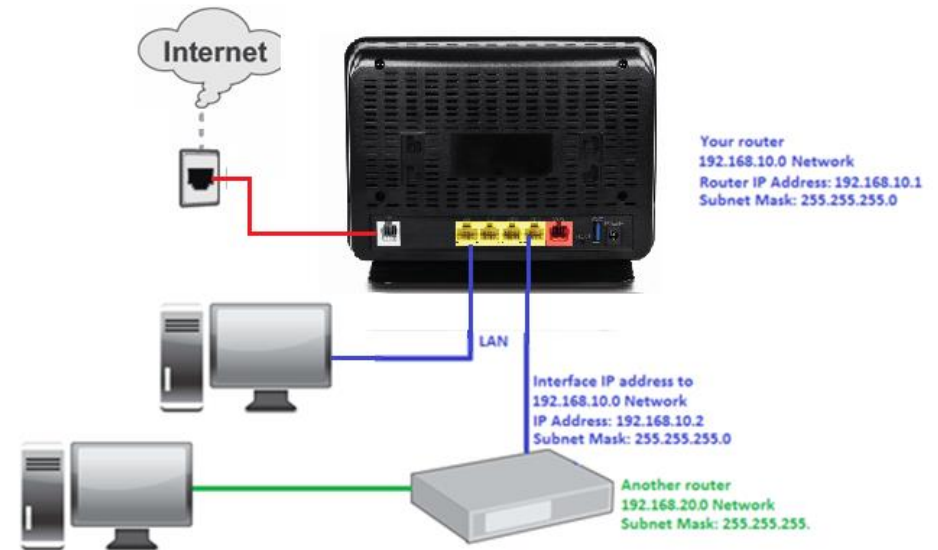 Internet
Your router
192.168.10.0 Network
Router IP Address: 192.168.10.1
Subnet Mask: 255.255.255.0
LAN
Interface IP address to
192.168.10.0 Network
IP Address: 192.168.10.2
Subnet Mask: 255.255.255.0
Another router
192.168.20.0 Network
Subnet Mask: 255.255.255.